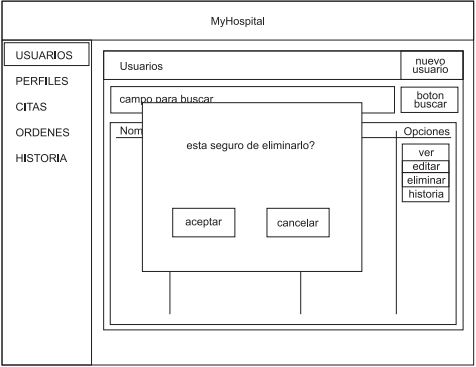 MyHospital
USUARIOS
PERFILES
CITAS
ORDENES
HISTORIA
Usuarios
nuevo
usuario
campo para buscar
boton
buscar
Nom
Opciones
ver
editar
eliminar
historia
esta seguro de eliminarlo?
aceptar
cancelar